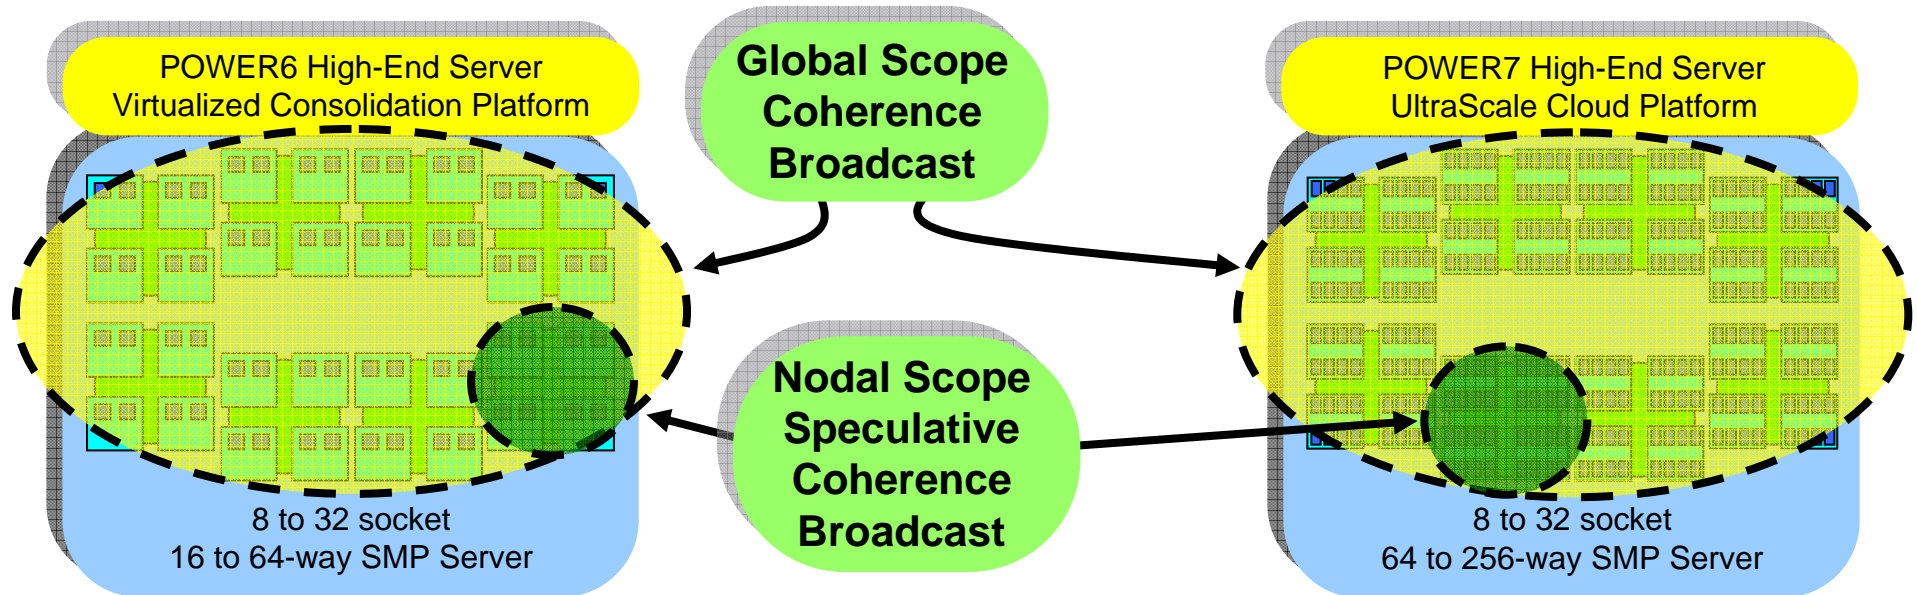 POWER6 High-End Server
Virtualized Consolidation Platform
8 to 32 socket
16 to 64-way SMP Server
Global Scope
Coherence
Broadcast
Nodal Scope
Speculative
Coherence
Broadcast
POWER7 High-End Server
UltraScale Cloud Platform
8 to 32 socket
64 to 256-way SMP Server